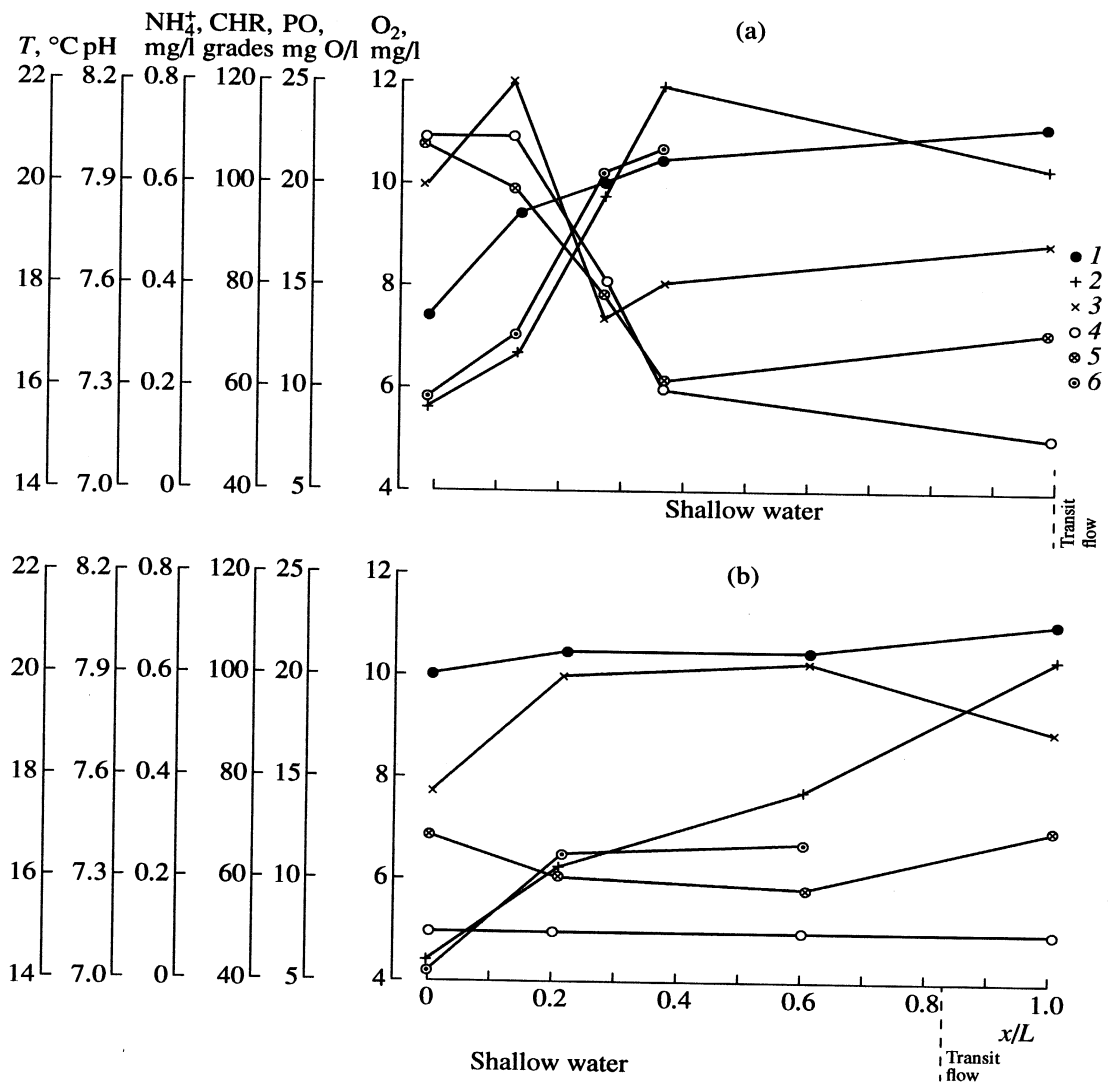 (a)
NH₄⁺, CHR, PO, O₂,
T, °C pH mg/l grades mg O/l mg/l
22 8.2 0.8 120 25 12
20 7.9 0.6 100 20 10
18 7.6 0.4 80 15 8
16 7.3 0.2 60 10 6
14 7.0 0 40 5 4
1
2
3
4
5
6
Shallow water
Transit
flow
(b)
22 8.2 0.8 120 25 12
20 7.9 0.6 100 20 10
18 7.6 0.4 80 15 8
16 7.3 0.2 60 10 6
14 7.0 0 40 5 4
0 0.2 0.4 0.6 0.8 1.0
x/L
Shallow water
Transit
flow